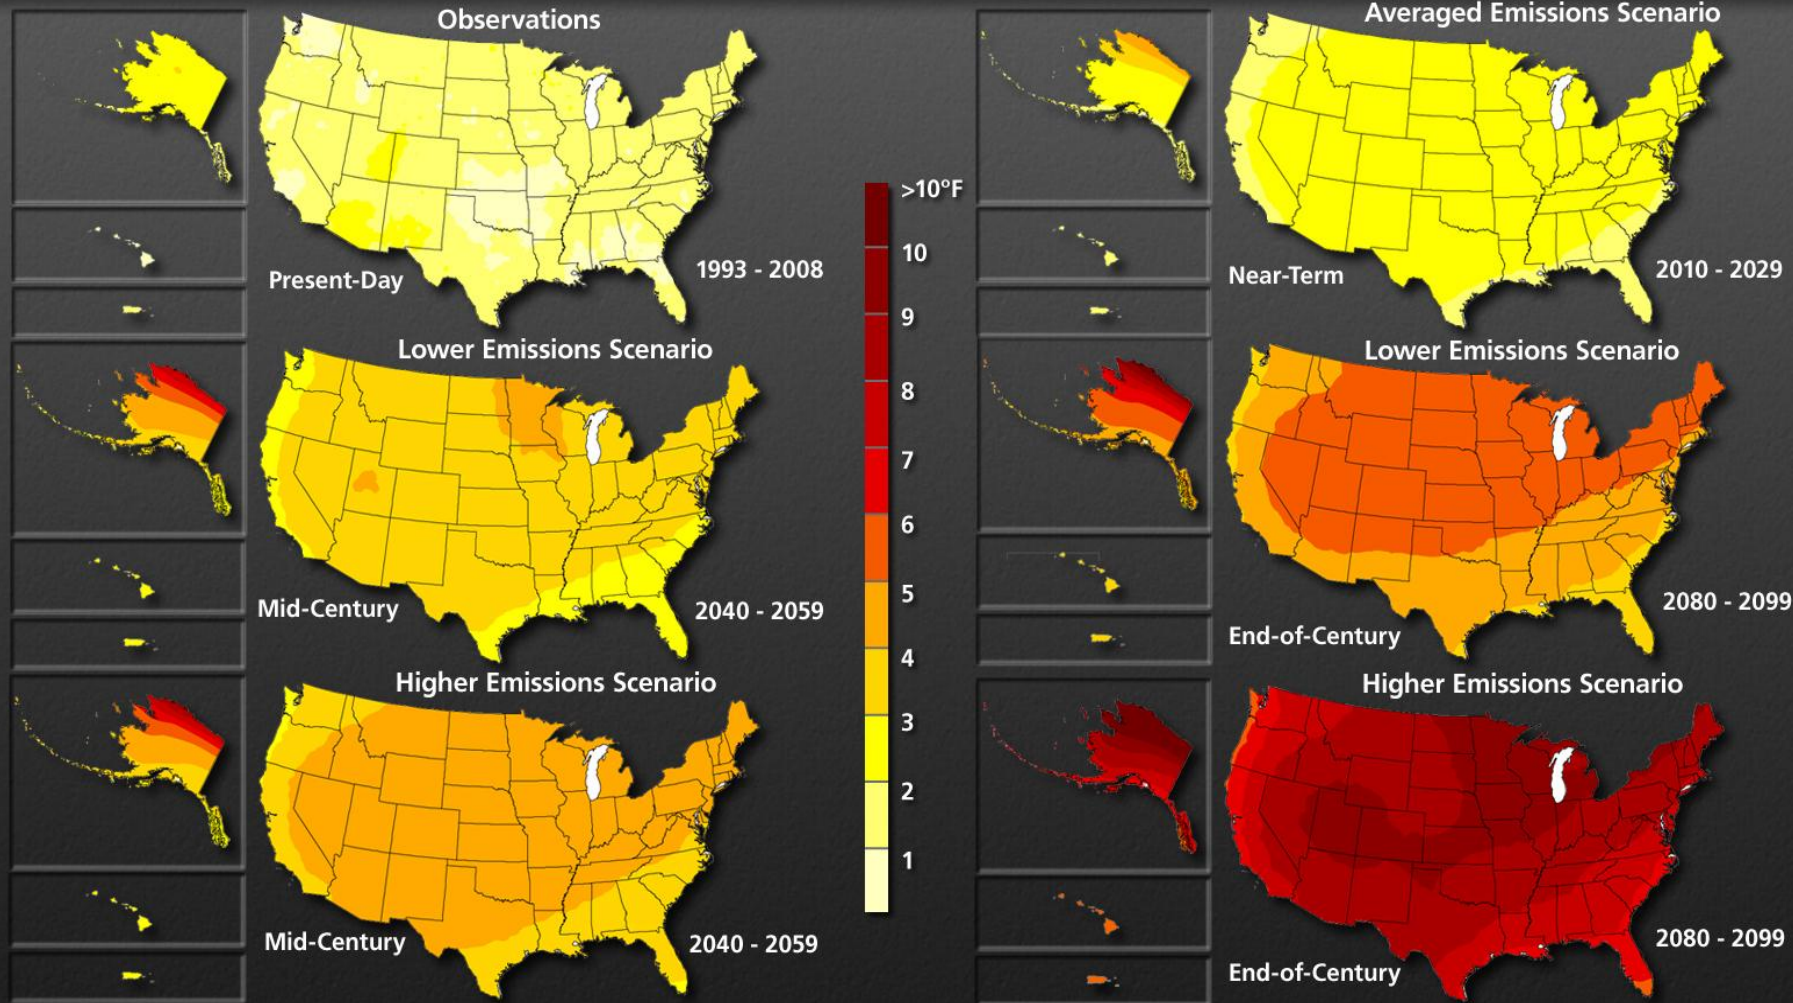 Observations
Present-Day
1993 - 2008
Lower Emissions Scenario
Mid-Century
2040 - 2059
Higher Emissions Scenario
Mid-Century
2040 - 2059
>10°F
10
9
8
7
6
5
4
3
2
1
Averaged Emissions Scenario
Near-Term
2010 - 2029
Lower Emissions Scenario
End-of-Century
2080 - 2099
Higher Emissions Scenario
End-of-Century
2080 - 2099